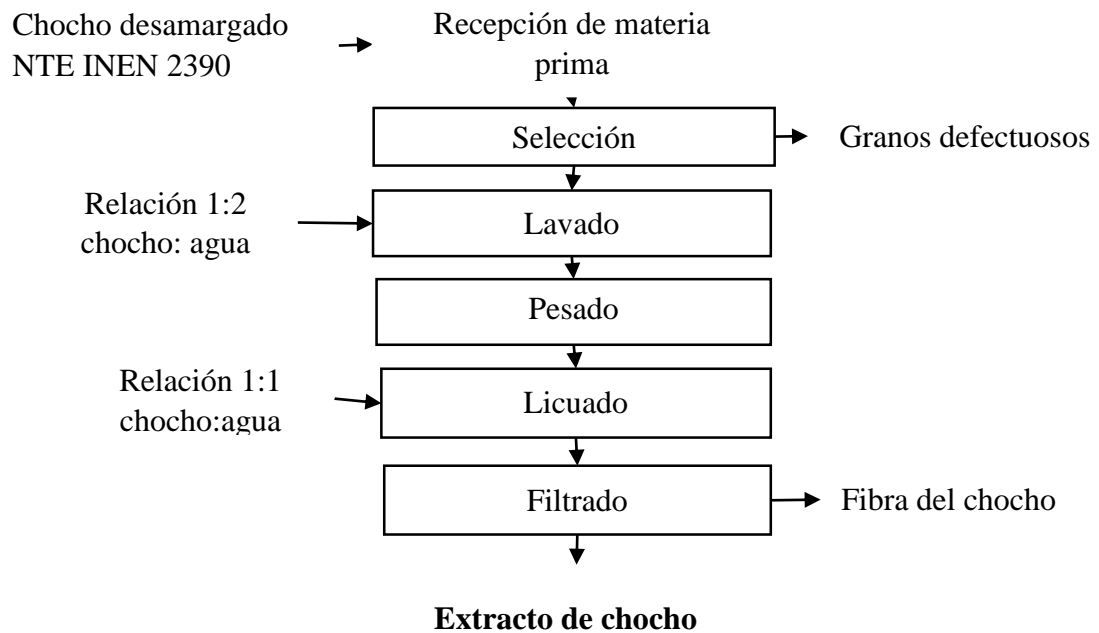 Chocho desamargado
NTE INEN 2390
Recepción de materia
prima
Selección
Granos defectuosos
Relación 1:2
chocho: agua
Lavado
Pesado
Relación 1:1
chocho:agua
Licuado
Filtrado
Fibra del chocho
Extracto de chocho